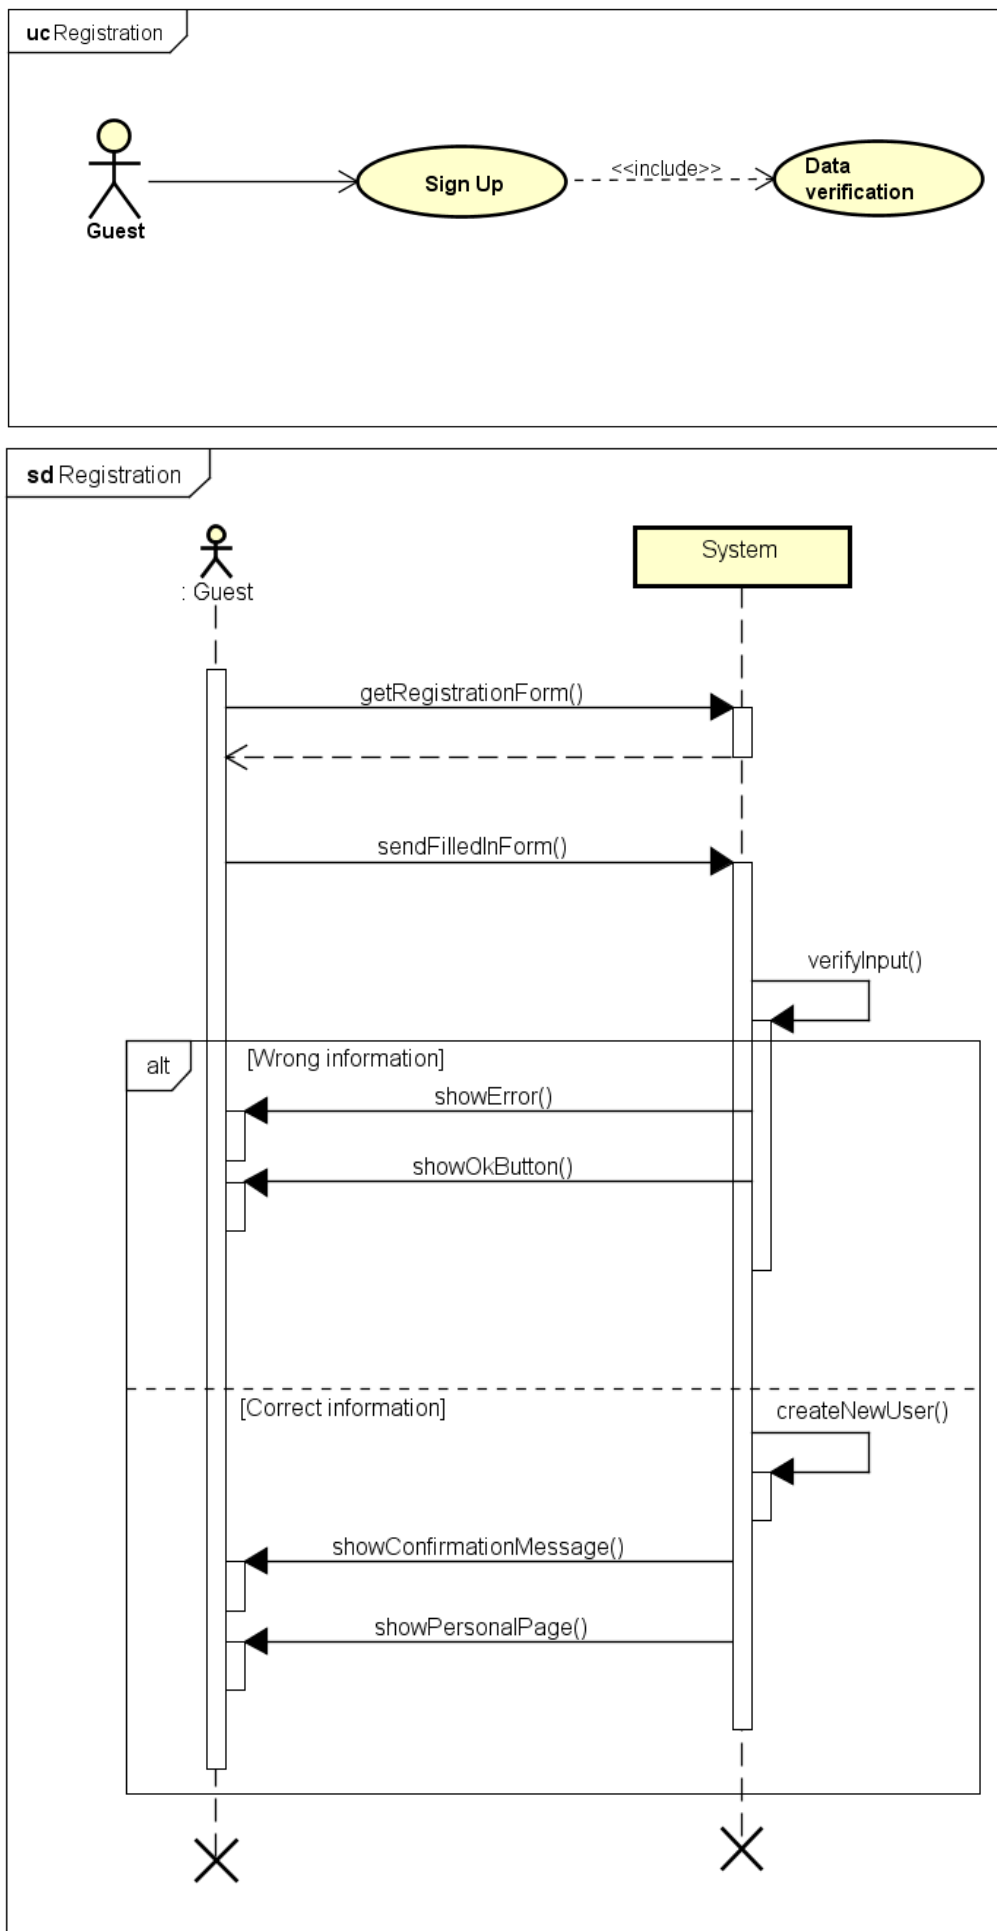 uc Registration
Guest
Sign Up
<<include>>
Data
verification
sd Registration
: Guest
System
getRegistrationForm()
sendFilledInForm()
verifyInput()
alt
[Wrong information]
showError()
showOkButton()
[Correct information]
createNewUser()
showConfirmationMessage()
showPersonalPage()